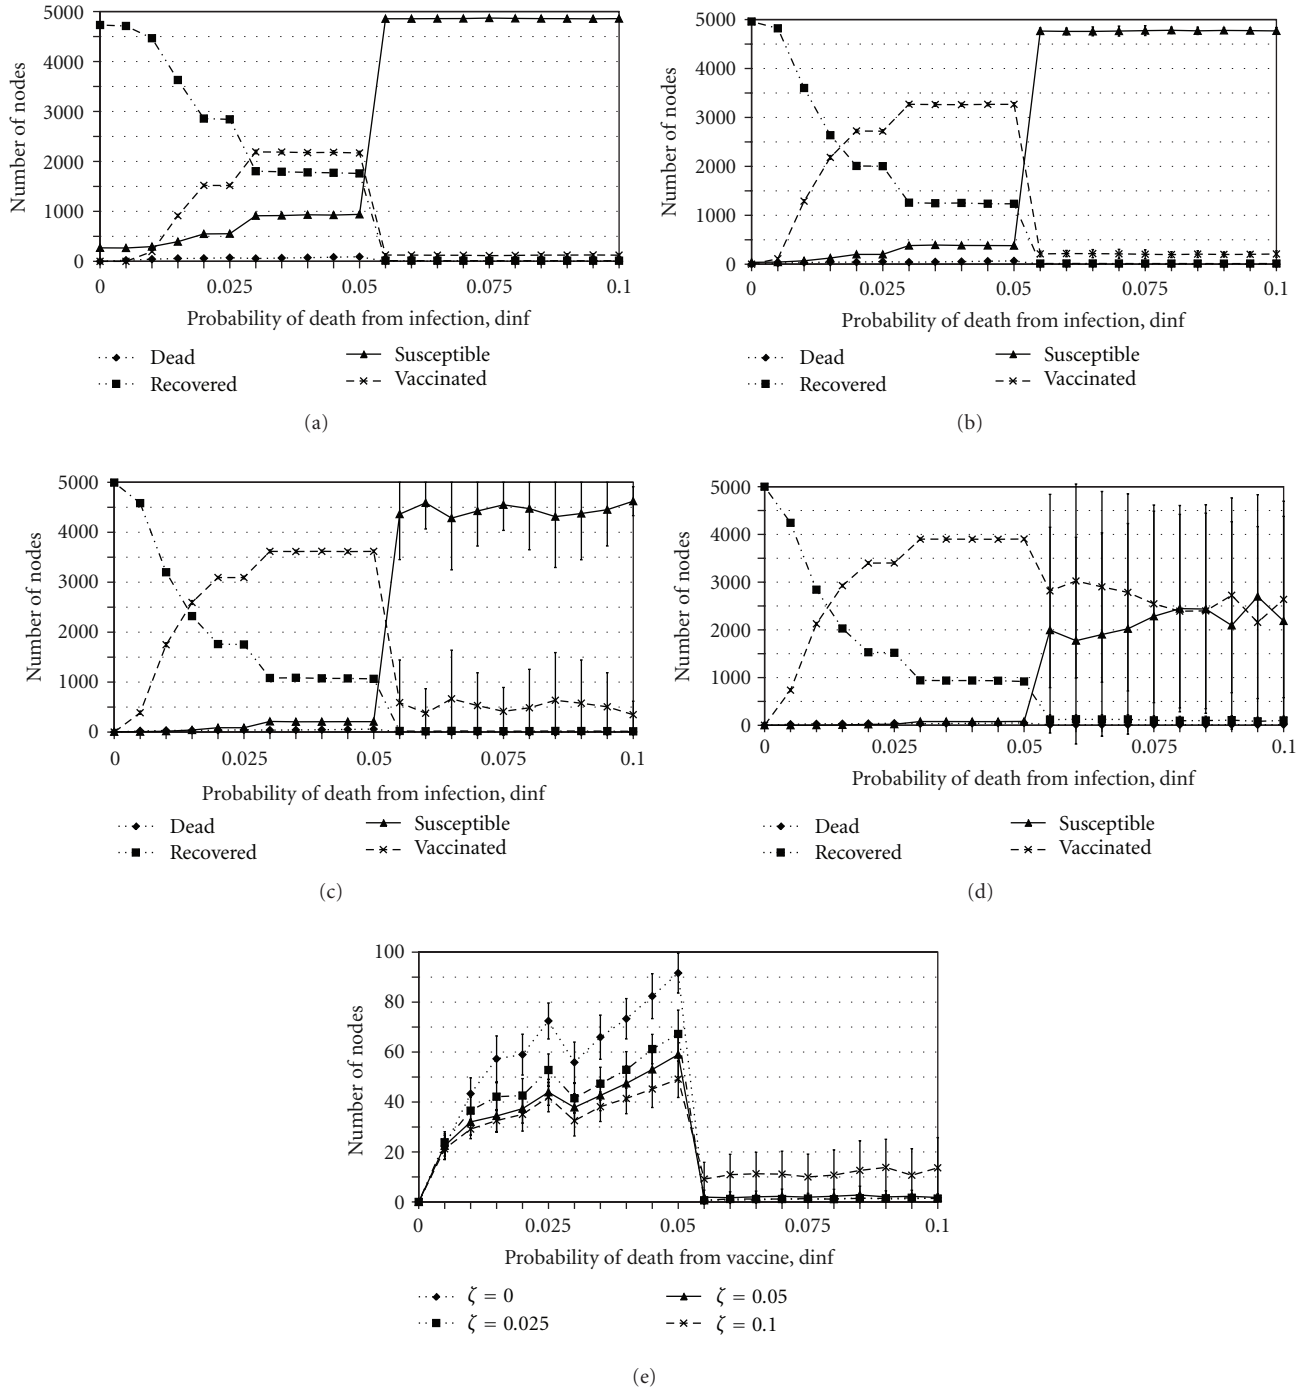 5000
4000
3000
2000
1000
0
Number of nodes
0
0.025
0.05
0.075
0.1
Probability of death from infection, dinf
Dead
Recovered
Susceptible
Vaccinated
(a)
5000
4000
3000
2000
1000
0
Number of nodes
0
0.025
0.05
0.075
0.1
Probability of death from infection, dinf
Dead
Recovered
Susceptible
Vaccinated
(b)
5000
4000
3000
2000
1000
0
Number of nodes
0
0.025
0.05
0.075
0.1
Probability of death from infection, dinf
Dead
Recovered
Susceptible
Vaccinated
(c)
5000
4000
3000
2000
1000
0
Number of nodes
0
0.025
0.05
0.075
0.1
Probability of death from infection, dinf
Dead
Recovered
Susceptible
Vaccinated
(d)
100
80
60
40
20
0
Number of nodes
0
0.025
0.05
0.075
0.1
Probability of death from vaccine, dinf
ζ = 0
ζ = 0.025
ζ = 0.05
ζ = 0.1
(e)